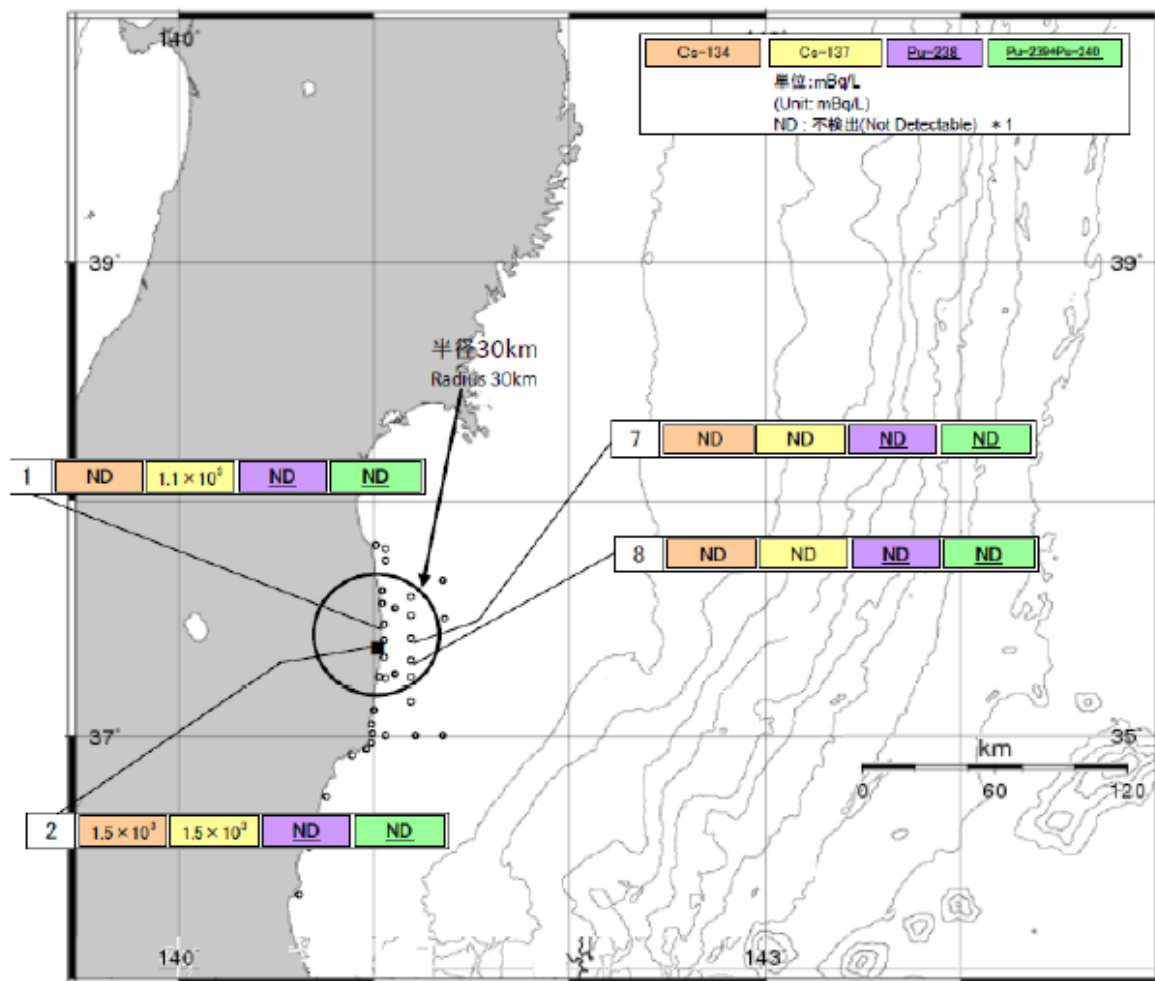 140°
Cs-134 Cs-137 Pu-238 Pu-239+Pu-240
単位:mBq/L
(Unit: mBq/L)
ND : 不検出(Not Detectable) *1
39° 39°
半径30km
Radius 30km
7 ND ND ND ND
1 ND 1.1×10³ ND ND
8 ND ND ND ND
37° 35°
km
0 60 120
2 1.5×10³ 1.5×10³ ND ND
140° 143°